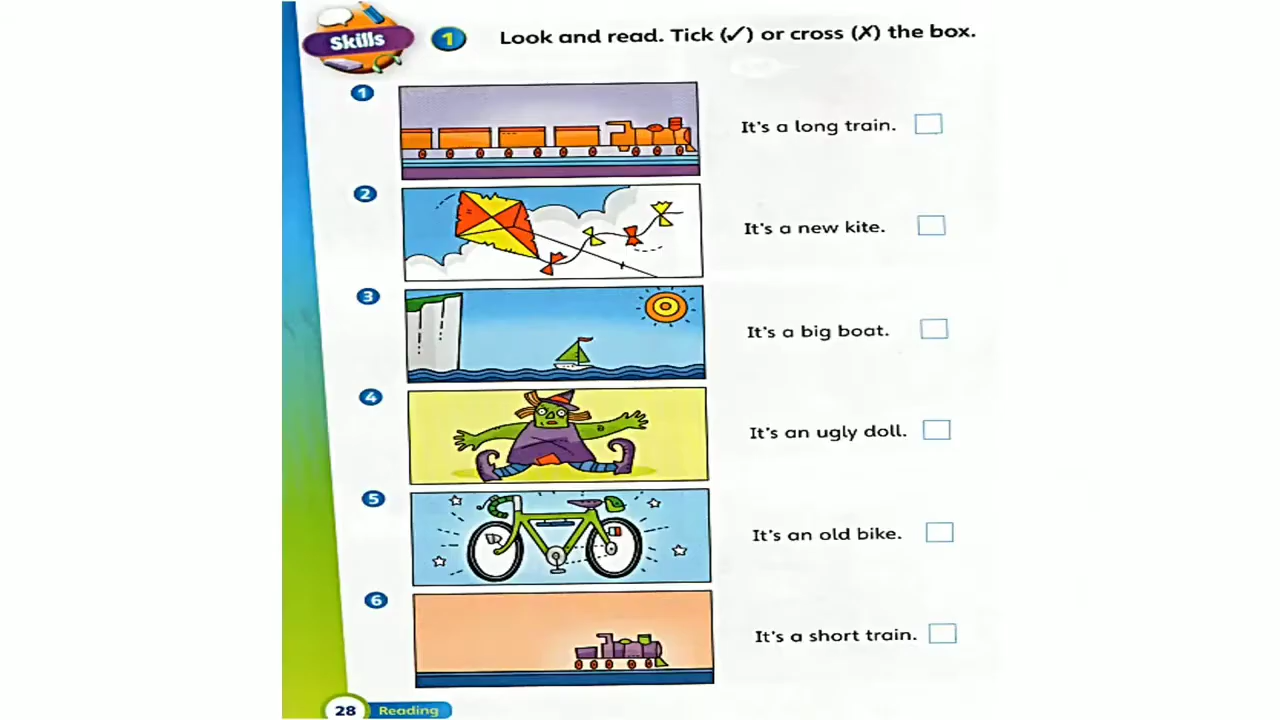 Skills
1 Look and read. Tick (✓) or cross (✗) the box.
1 It's a long train.
2 It's a new kite.
3 It's a big boat.
4 It's an ugly doll.
5 It's an old bike.
6 It's a short train.
28 Reading